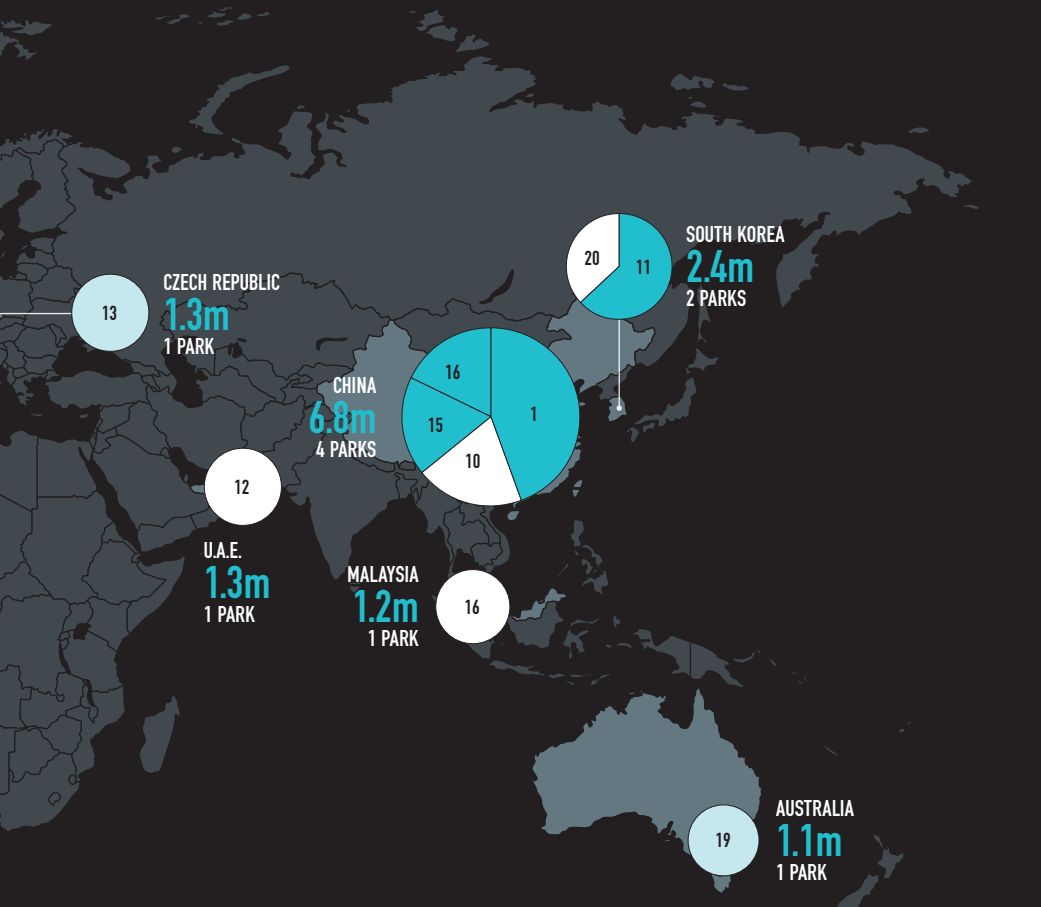 SOUTH KOREA
2.4m
2 PARKS
20
11
CZECH REPUBLIC
1.3m
1 PARK
13
CHINA
6.8m
4 PARKS
16
1
15
10
12
U.A.E.
1.3m
1 PARK
MALAYSIA
1.2m
1 PARK
16
AUSTRALIA
1.1m
1 PARK
19